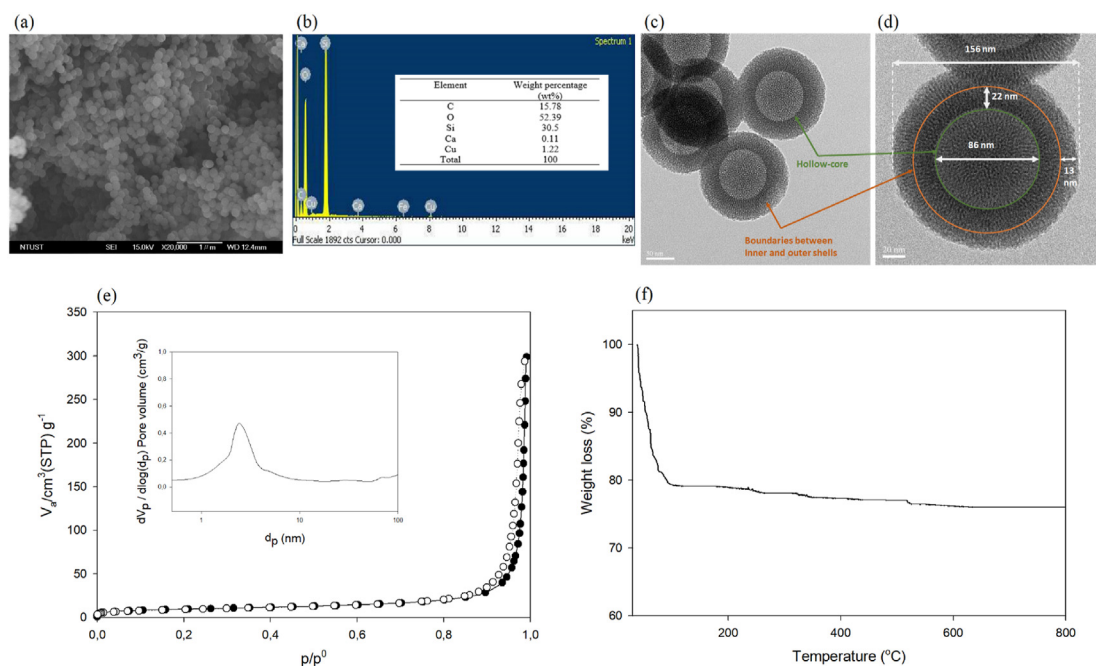 (a)
(b)
(c)
(d)
NTUST SEI 15.0kV X20,000 1μm WD 12.4mm
Spectrum 1
Element Weight percentage
(wt%)
C 15.78
O 52.39
Si 30.5
Ca 0.11
Cu 1.22
Total 100
0 2 4 6 8 10 12 14 16 18 20
Full Scale 1892 cts Cursor: 0.000 keV
Hollow-core
Boundaries between
Inner and outer shells
156 nm
22 nm
86 nm
13
nm
20 nm
(e)
350
300
250
200
150
100
50
0
Va/cm3(STP) g-1
0,0 0,2 0,4 0,6 0,8 1,0
p/p0
1,0
0,8
0,6
0,4
0,2
0,0
dVp / dlog(dp) Pore volume (cm3/g)
1 10 100
dp (nm)
(f)
100
90
80
75
60
Weight loss (%)
200 400 600 800
Temperature (oC)